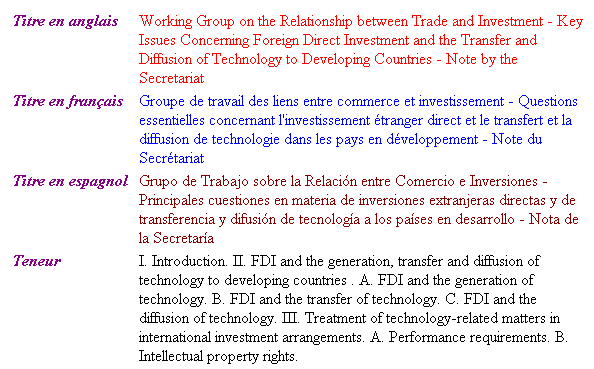 Titre en anglais Working Group on the Relationship between Trade and Investment - Key
Issues Concerning Foreign Direct Investment and the Transfer and
Diffusion of Technology to Developing Countries - Note by the
Secretariat
Titre en français Groupe de travail des liens entre commerce et investissement - Questions
essentielles concernant l'investissement étranger direct et le transfert et la
diffusion de technologie dans les pays en développement - Note du
Secrétariat
Titre en espagnol Grupo de Trabajo sobre la Relación entre Comercio e Inversiones -
Principales cuestiones en materia de inversiones extranjeras directas y de
transferencia y difusión de tecnología a los países en desarrollo - Nota de
la Secretaría
Teneur I. Introduction. II. FDI and the generation, transfer and diffusion of
technology to developing countries . A. FDI and the generation of
technology. B. FDI and the transfer of technology. C. FDI and the
diffusion of technology. III. Treatment of technology-related matters in
international investment arrangements. A. Performance requirements. B.
Intellectual property rights.